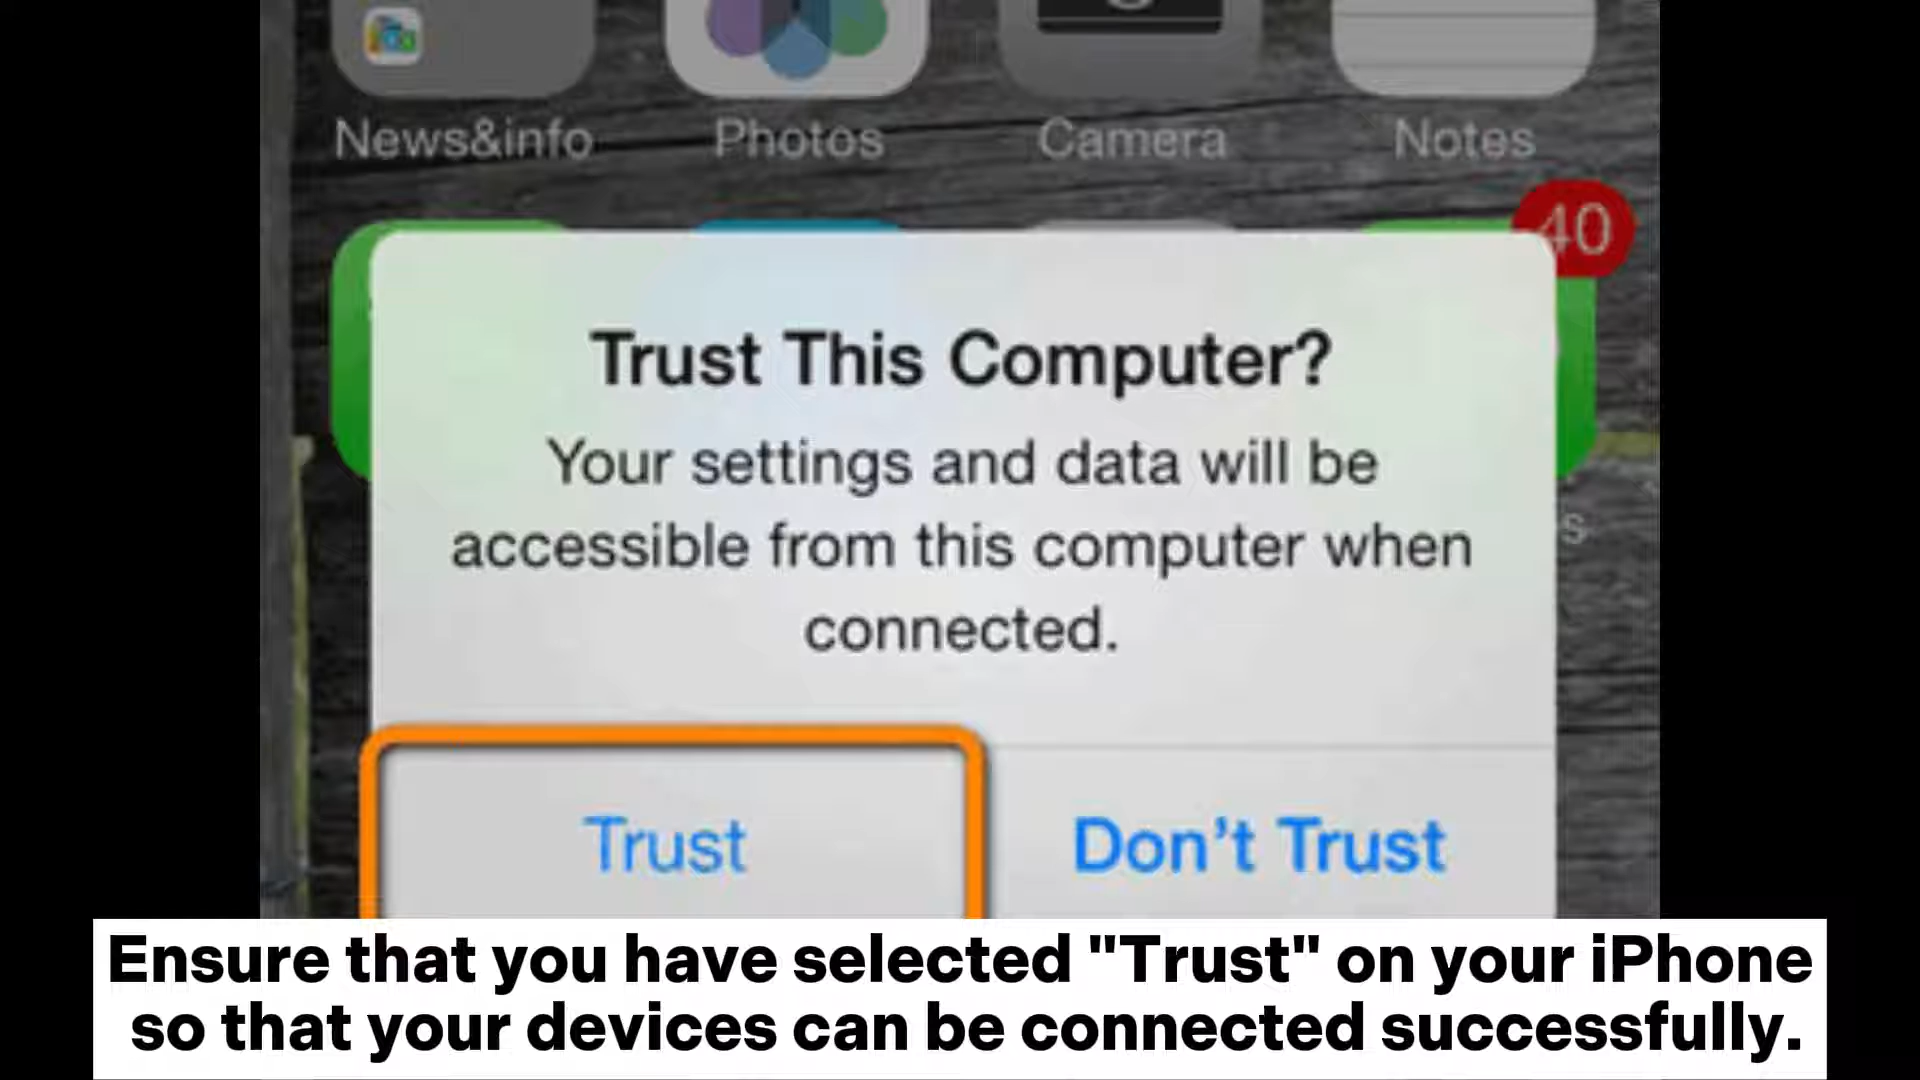 News&info Photos Camera Notes
40
Trust This Computer?
Your settings and data will be
accessible from this computer when
connected.
Trust Don't Trust
Ensure that you have selected "Trust" on your iPhone
so that your devices can be connected successfully.